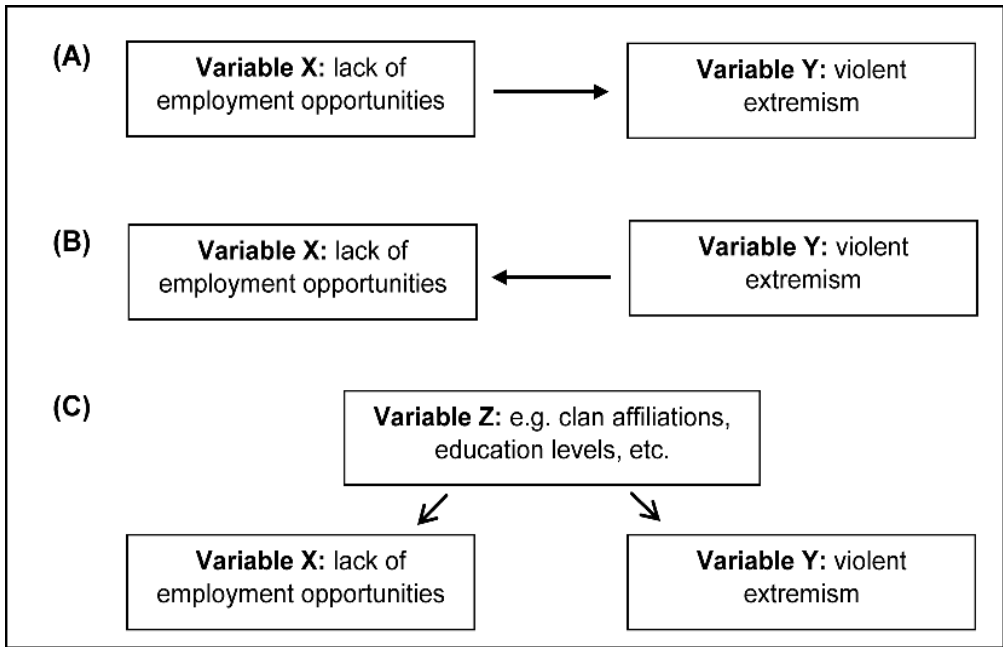 (A)
Variable X: lack of
employment opportunities
Variable Y: violent
extremism
(B)
Variable X: lack of
employment opportunities
Variable Y: violent
extremism
(C)
Variable Z: e.g. clan affiliations,
education levels, etc.
Variable X: lack of
employment opportunities
Variable Y: violent
extremism